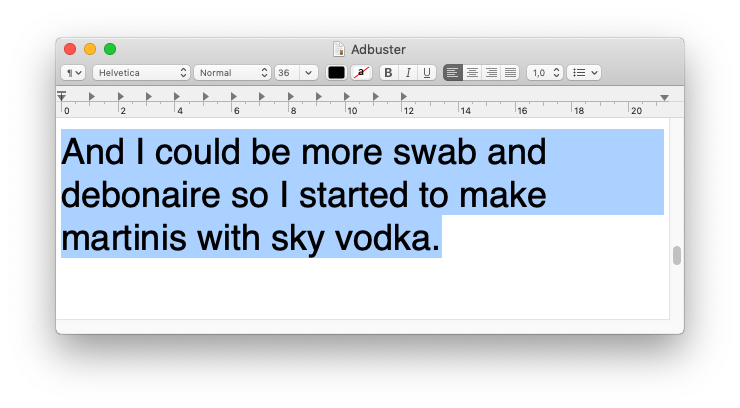 Adbuster
¶ Helvetica Normal 36 a B I U 1,0
0 2 4 6 8 10 12 14 16 18 20
And I could be more swab and
debonaire so I started to make
martinis with sky vodka.